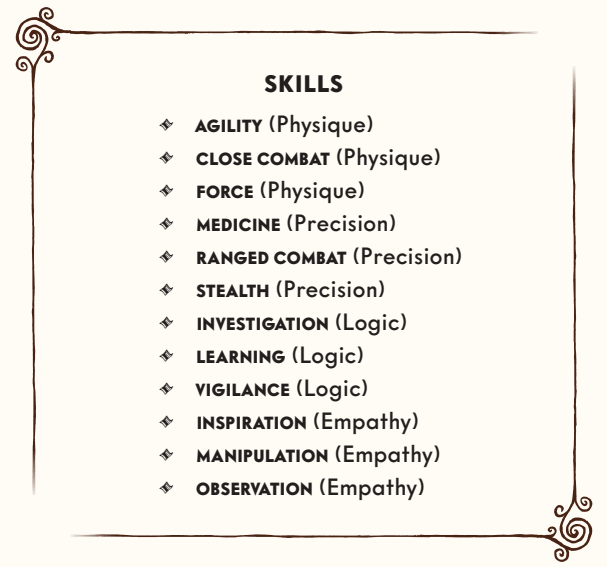 SKILLS
AGILITY (Physique)
CLOSE COMBAT (Physique)
FORCE (Physique)
MEDICINE (Precision)
RANGED COMBAT (Precision)
STEALTH (Precision)
INVESTIGATION (Logic)
LEARNING (Logic)
VIGILANCE (Logic)
INSPIRATION (Empathy)
MANIPULATION (Empathy)
OBSERVATION (Empathy)